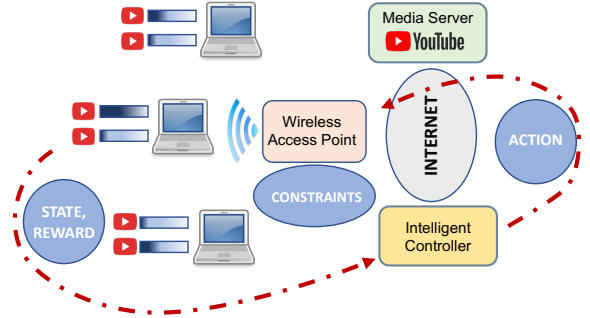 Media Server
YouTube
Wireless
Access Point
INTERNET
ACTION
CONSTRAINTS
STATE,
REWARD
Intelligent
Controller